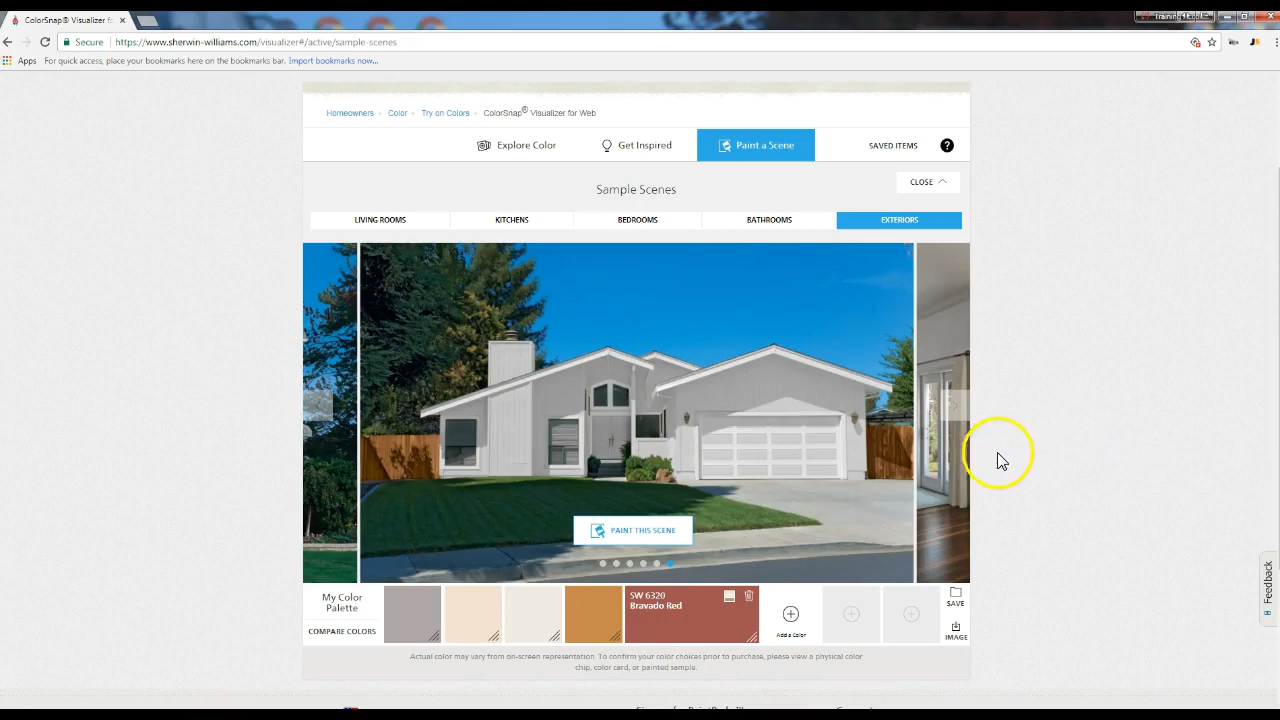 ColorSnap® Visualizer fo
Secure https://www.sherwin-williams.com/visualizer#/active/sample-scenes
Apps For quick access, place your bookmarks here on the bookmarks bar. Import bookmarks now...
Homeowners Color Try on Colors ColorSnap® Visualizer for Web
Explore Color Get Inspired Paint a Scene SAVED ITEMS ?
Sample Scenes CLOSE
LIVING ROOMS KITCHENS BEDROOMS BATHROOMS EXTERIORS
PAINT THIS SCENE
My Color
Palette
COMPARE COLORS
SW 6320
Bravado Red
Add a Color
SAVE
IMAGE
Feedback
Actual color may vary from on-screen representation. To confirm your color choices prior to purchase, please view a physical color
chip, color card, or painted sample.